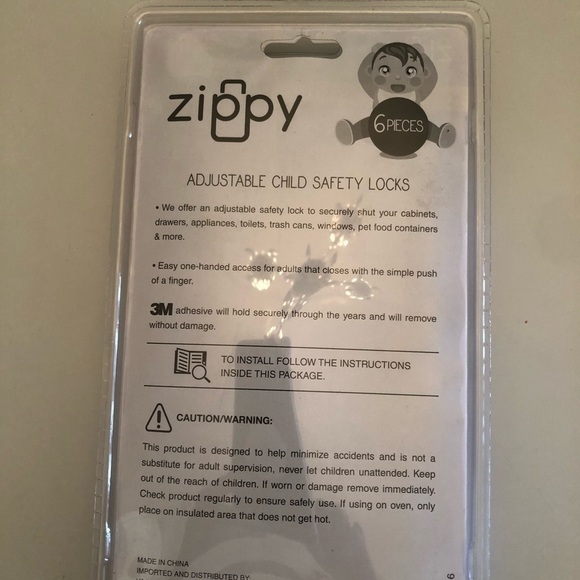 zippy
6 PIECES
ADJUSTABLE CHILD SAFETY LOCKS
• We offer an adjustable safety lock to securely shut your cabinets,
drawers, appliances, toilets, trash cans, windows, pet food containers
& more.
• Easy one-handed access for adults that closes with the simple push
of a finger.
3M adhesive will hold securely through the years and will remove
without damage.
TO INSTALL FOLLOW THE INSTRUCTIONS
INSIDE THIS PACKAGE.
CAUTION/WARNING:
This product is designed to help minimize accidents and is not a
substitute for adult supervision, never let children unattended. Keep
out of the reach of children. If worn or damage remove immediately.
Check product regularly to ensure safely use. If using on oven, only
place on insulated area that does not get hot.
MADE IN CHINA
IMPORTED AND DISTRIBUTED BY
6